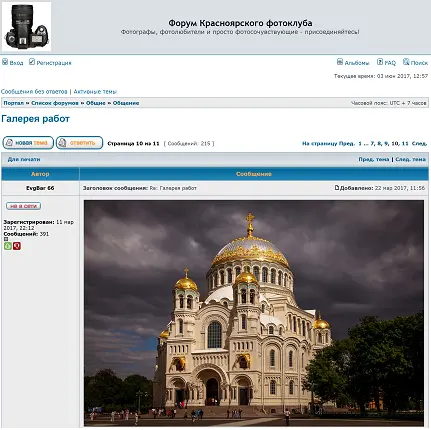 Форум Красноярского фотоклуба
Фотографы, фотолюбители и просто фотосочувствующие - присоединяйтесь!
Вход Регистрация Альбомы FAQ Поиск
Текущее время: 03 июн 2017, 12:57
Сообщения без ответов | Активные темы
Портал » Список форумов » Общие » Общение Часовой пояс: UTC + 7 часов
Галерея работ
новая тема ответить Страница 10 из 11 [ Сообщений: 215 ] На страницу Пред. 1 ... 7, 8, 9, 10, 11 След.
Для печати Пред. тема | След. тема
Автор Сообщение
EvgBar 66 Заголовок сообщения: Re: Галерея работ Добавлено: 22 мар 2017, 11:56
не в сети
Зарегистрирован: 11 мар
2017, 22:12
Сообщений: 391